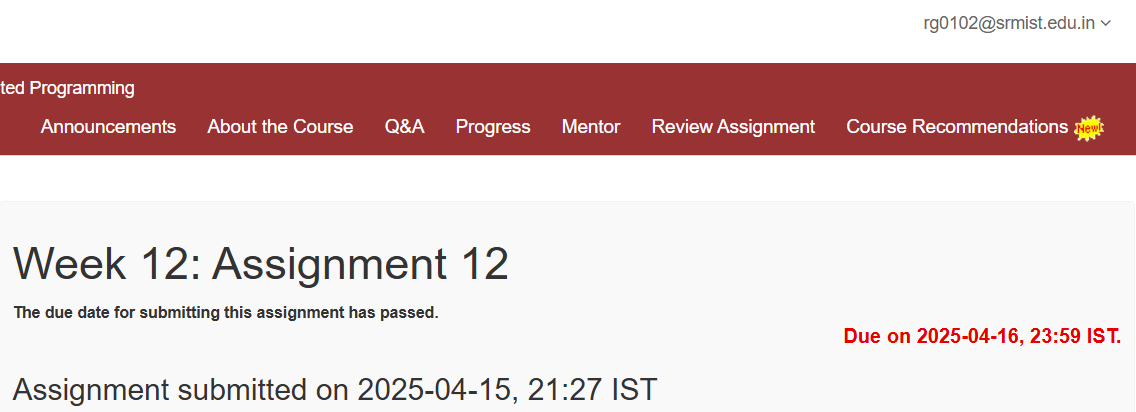 rg0102@srmist.edu.in
ted Programming
Announcements About the Course Q&A Progress Mentor Review Assignment Course Recommendations New!
Week 12: Assignment 12
The due date for submitting this assignment has passed.
Due on 2025-04-16, 23:59 IST.
Assignment submitted on 2025-04-15, 21:27 IST